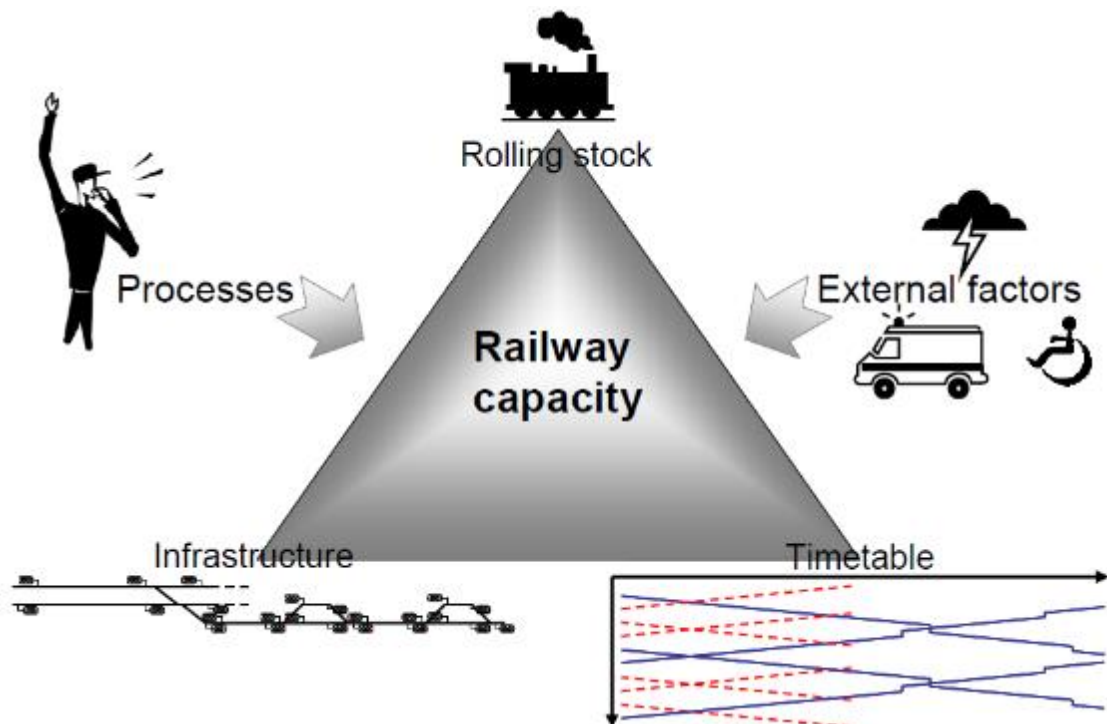 Rolling stock
Processes
External factors
Railway
capacity
Infrastructure
Timetable